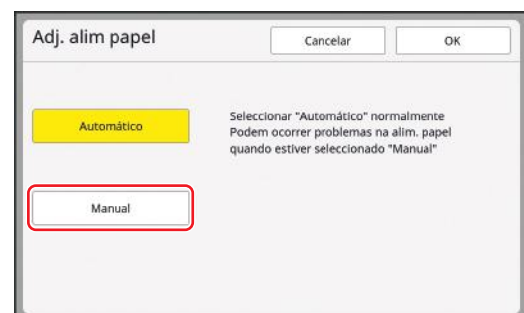 Adj. alim papel
Cancelar
OK
Automático
Seleccionar "Automático" normalmente
Podem ocorrer problemas na alim. papel
quando estiver seleccionado "Manual"
Manual